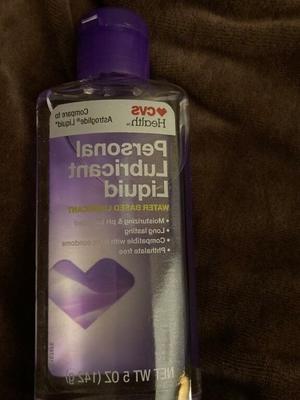 Compare to
Astroglide® Liquid*
CVS
Health™
Personal
Lubricant
Liquid
WATER BASED LUBRICANT
• Moisturizing & pH
• Long lasting
• Compatible with condoms
• Phthalate free
NET WT 5 OZ (142 g)